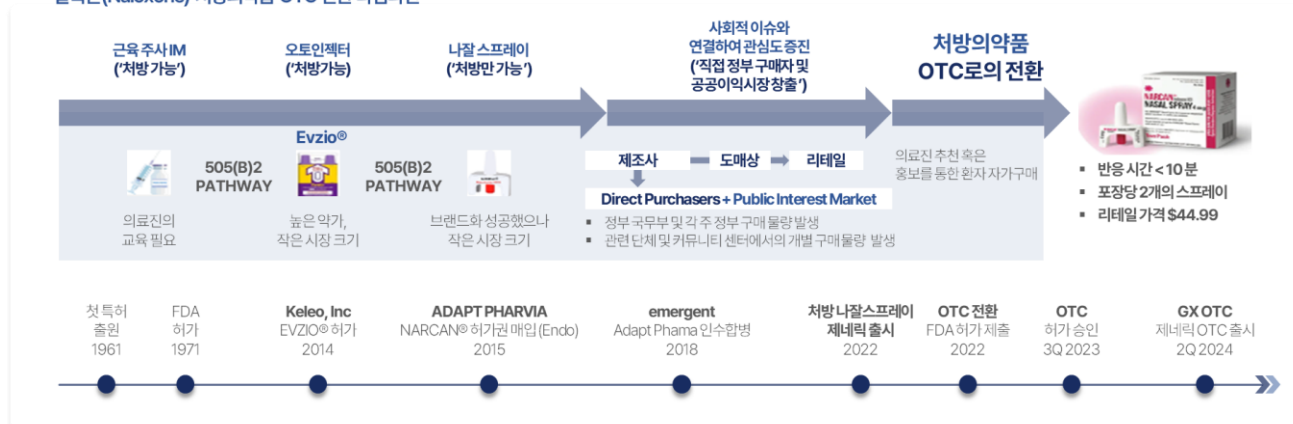 근육 주사 IM
('처방 가능')
오토인젝터
('처방가능)
나잘 스프레이
('처방만 가능')
사회적 이슈와
연결하여 관심도 증진
('직접 정부 구매자 및
공공이익시장 창출')
처방의약품
OTC로의 전환
Evzio®
505(B)2
PATHWAY
505(B)2
PATHWAY
의료진의
교육 필요
높은 약가,
작은 시장 크기
브랜드화 성공했으나
작은 시장 크기
제조사
도매상
리테일
Direct Purchasers + Public Interest Market
▪ 정부 국무부 및 각 주 정부 구매 물량 발생
▪ 관련 단체 및 커뮤니티 센터에서의 개별 구매 물량 발생
의료진 추천 혹은
홍보를 통한 환자 자가구매
NARCAN
NASAL SPRAY
▪ 반응 시간 < 10 분
▪ 포장당 2개의 스프레이
▪ 리테일 가격 $44.99
첫 특허
출원
1961
FDA
허가
1971
Keleo, Inc
EVZIO® 허가
2014
ADAPT PHARVIA
NARCAN® 허가권 매입 (Endo)
2015
emergent
Adapt Phama 인수합병
2018
처방 나잘스프레이
제네릭 출시
2022
OTC 전환
FDA 허가 제출
2022
OTC
허가 승인
3Q 2023
GX OTC
제네릭 OTC 출시
2Q 2024